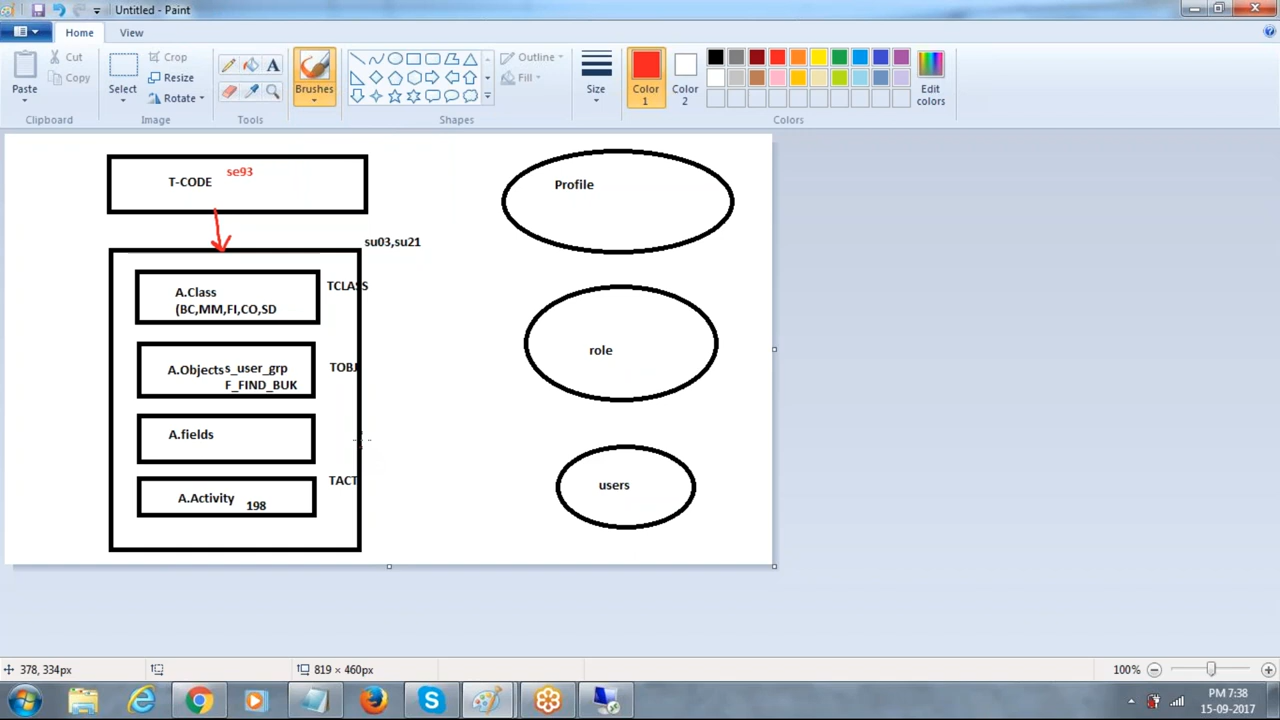 Untitled - Paint
Home
View
Paste
Cut
Copy
Clipboard
Select
Crop
Resize
Rotate
Image
Tools
Brushes
Outline
Fill
Shapes
Size
Color
1
Color
2
Edit
colors
Colors
T-CODE se93
su03,su21
A.Class
(BC,MM,FI,CO,SD
TCLASS
A.Objects s_user_grp
F_FIND_BUK
TOBJ
A.fields
A.Activity 198
TACT
Profile
role
users
378, 334px
819 × 460px
100%
PM 7:38
15-09-2017